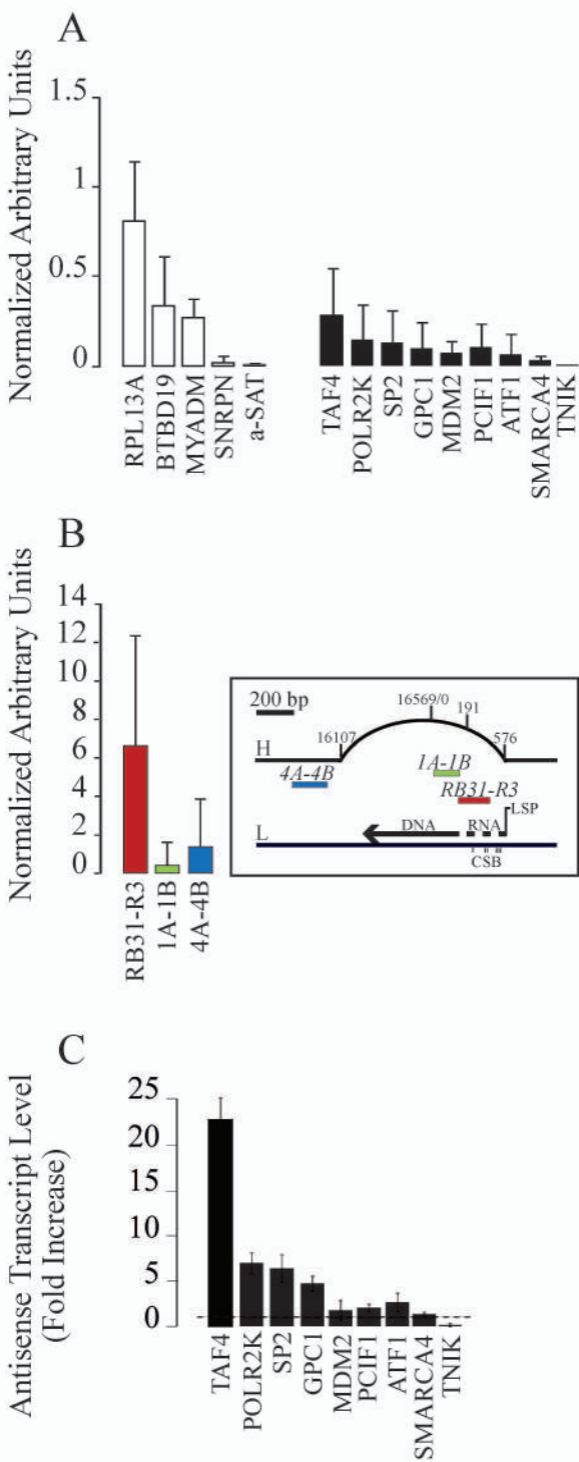 A
Normalized Arbitrary Units
1.5
1
0.5
0
RPL13A
BTBD19
MYADM
SNRPN
a-SAT
TAF4
POLR2K
SP2
GPC1
MDM2
PCIF1
ATF1
SMARCA4
TNIK
B
Normalized Arbitrary Units
14
12
10
8
6
4
2
0
RB31-R3
1A-1B
4A-4B
200 bp
16569/0
191
16107
576
H
1A-1B
4A-4B
RB31-R3
LSP
DNA
RNA
L
CSB
C
Antisense Transcript Level
(Fold Increase)
25
20
15
10
5
0
TAF4
POLR2K
SP2
GPC1
MDM2
PCIF1
ATF1
SMARCA4
TNIK